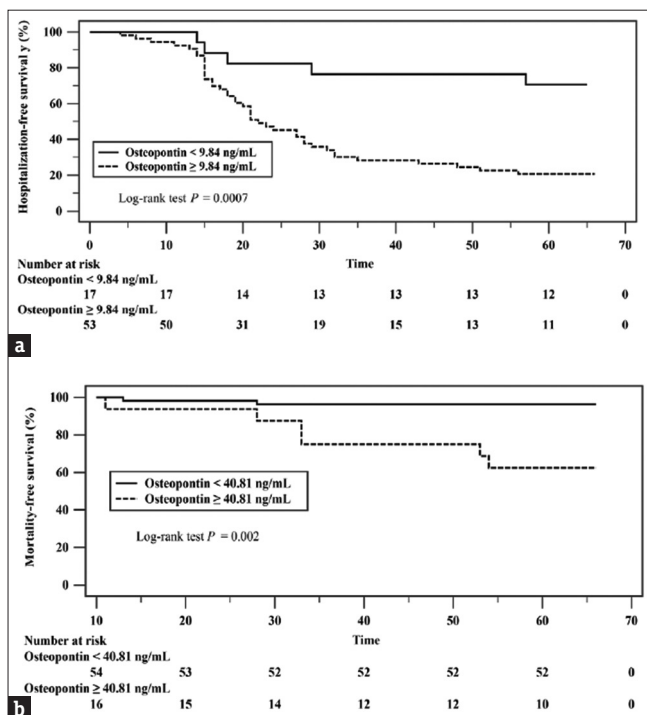 a
Hospitalization-free survival y (%)
100
80
60
40
20
0
Osteopontin < 9.84 ng/mL
Osteopontin ≥ 9.84 ng/mL
Log-rank test P = 0.0007
0 10 20 30 40 50 60 70
Number at risk Time
Osteopontin < 9.84 ng/mL
17 17 14 13 13 13 12 0
Osteopontin ≥ 9.84 ng/mL
53 50 31 19 15 13 11 0
b
Mortality-free survival (%)
100
80
60
40
20
0
Osteopontin < 40.81 ng/mL
Osteopontin ≥ 40.81 ng/mL
Log-rank test P = 0.002
10 20 30 40 50 60 70
Number at risk Time
Osteopontin < 40.81 ng/mL
54 53 52 52 52 52 0
Osteopontin ≥ 40.81 ng/mL
16 15 14 12 12 10 0